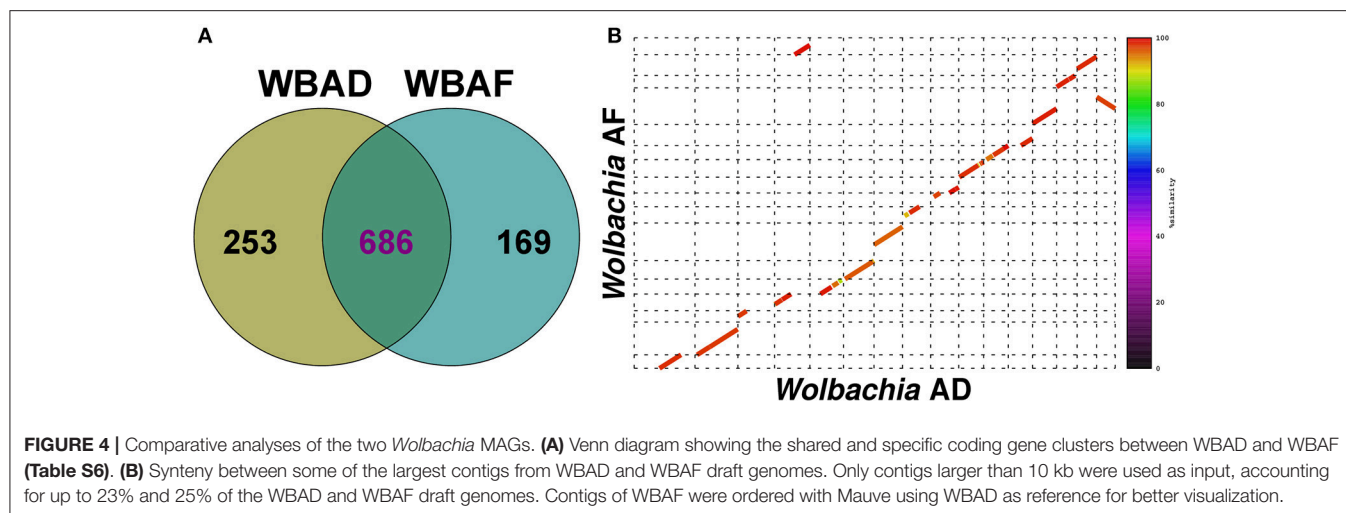 A
WBAD WBAF
253 686 169
B
Wolbachia AF
Wolbachia AD
100
80
60
40
20
0
%similarity
FIGURE 4 | Comparative analyses of the two Wolbachia MAGs. (A) Venn diagram showing the shared and specific coding gene clusters between WBAD and WBAF
(Table S6). (B) Synteny between some of the largest contigs from WBAD and WBAF draft genomes. Only contigs larger than 10 kb were used as input, accounting
for up to 23% and 25% of the WBAD and WBAF draft genomes. Contigs of WBAF were ordered with Mauve using WBAD as reference for better visualization.